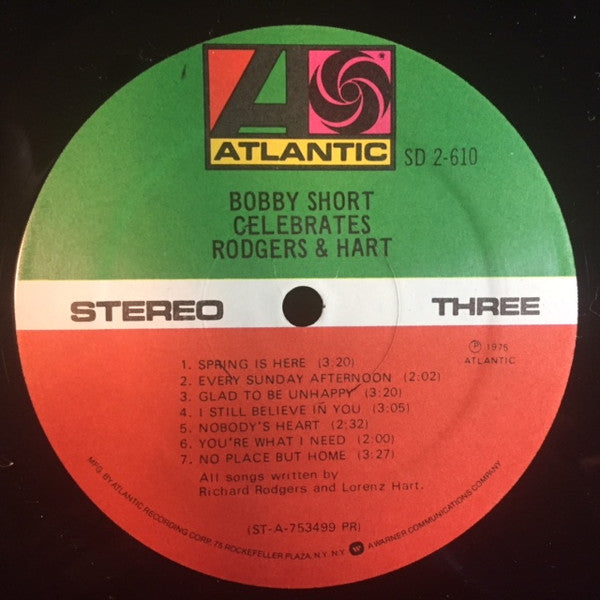 ATLANTIC
SD 2-610
BOBBY SHORT
CELEBRATES
RODGERS & HART
STEREO
THREE
℗ 1975
ATLANTIC
1. SPRING IS HERE (3:20)
2. EVERY SUNDAY AFTERNOON (2:02)
3. GLAD TO BE UNHAPPY (3:20)
4. I STILL BELIEVE IN YOU (3:05)
5. NOBODY'S HEART (2:32)
6. YOU'RE WHAT I NEED (2:00)
7. NO PLACE BUT HOME (3:27)
All songs written by
Richard Rodgers and Lorenz Hart.
(ST-A-753499 PR)
MFG. BY ATLANTIC RECORDING CORP. 75 ROCKEFELLER PLAZA, N.Y. N.Y. A WARNER COMMUNICATIONS COMPANY